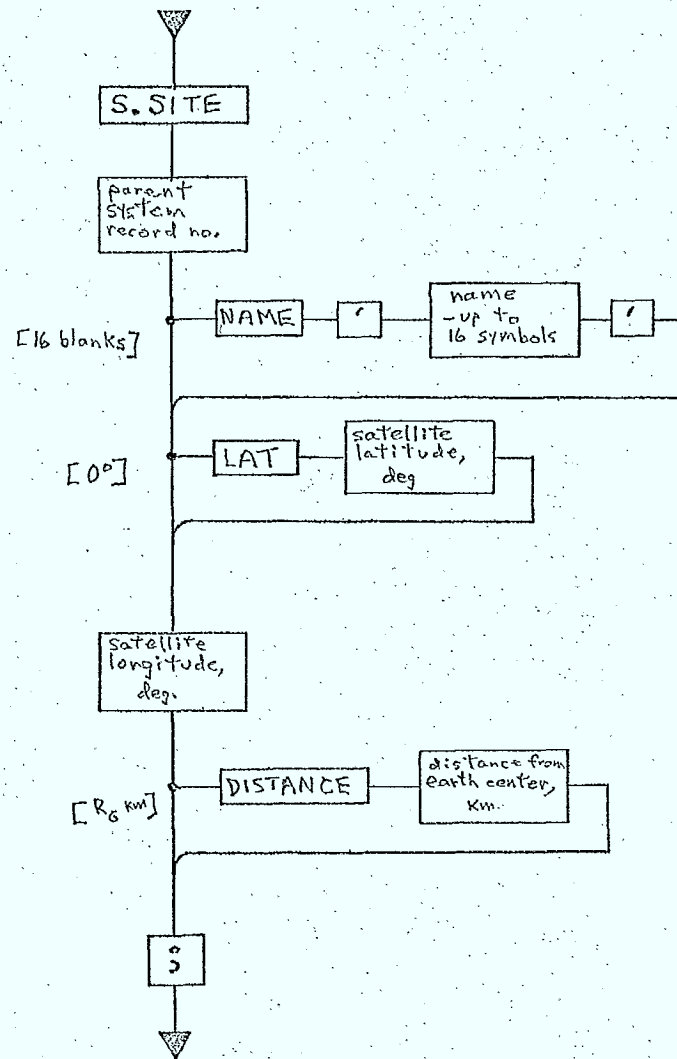 S.SITE
parent
system
record no.
[16 blanks]
NAME
'
name
-up to
16 symbols
'
[0°]
LAT
satellite
latitude,
deg
satellite
longitude,
deg.
[RG km]
DISTANCE
distance from
earth center,
km.
;